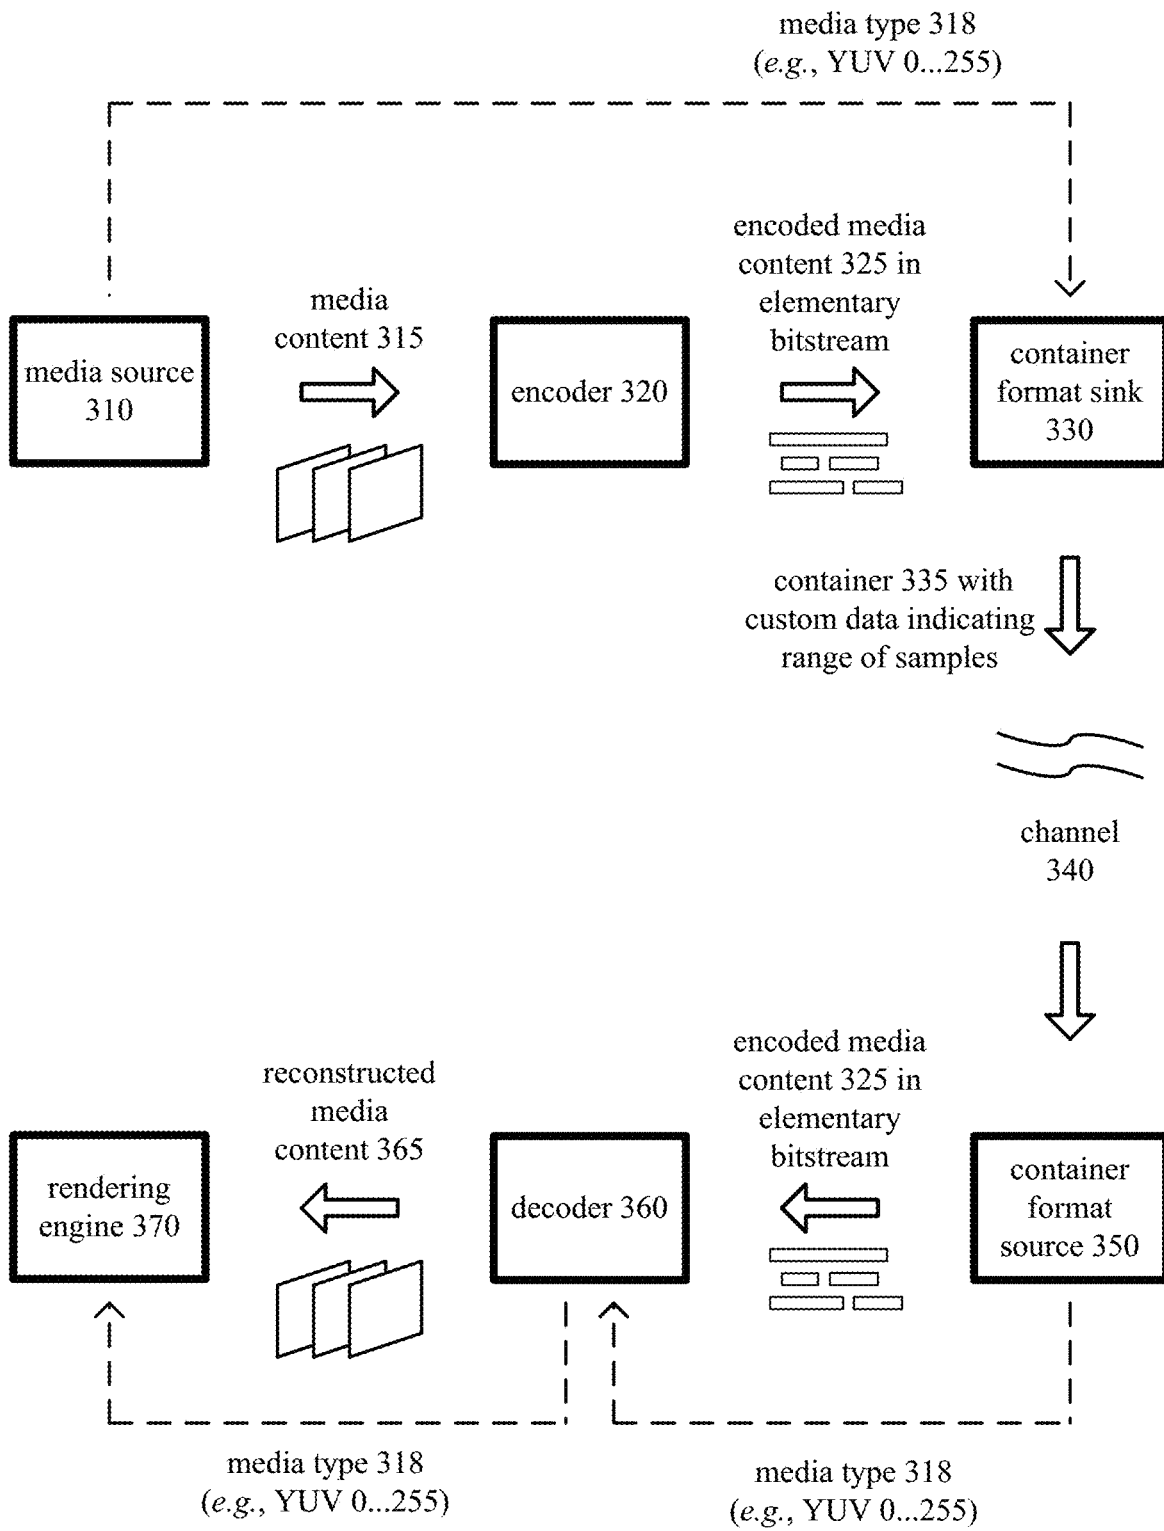 media type 318
(e.g., YUV 0...255)
media source
310
media
content 315
encoder 320
encoded media
content 325 in
elementary
bitstream
container
format sink
330
container 335 with
custom data indicating
range of samples
channel
340
encoded media
content 325 in
elementary
bitstream
container
format
source 350
decoder 360
reconstructed
media
content 365
rendering
engine 370
media type 318
(e.g., YUV 0...255)
media type 318
(e.g., YUV 0...255)